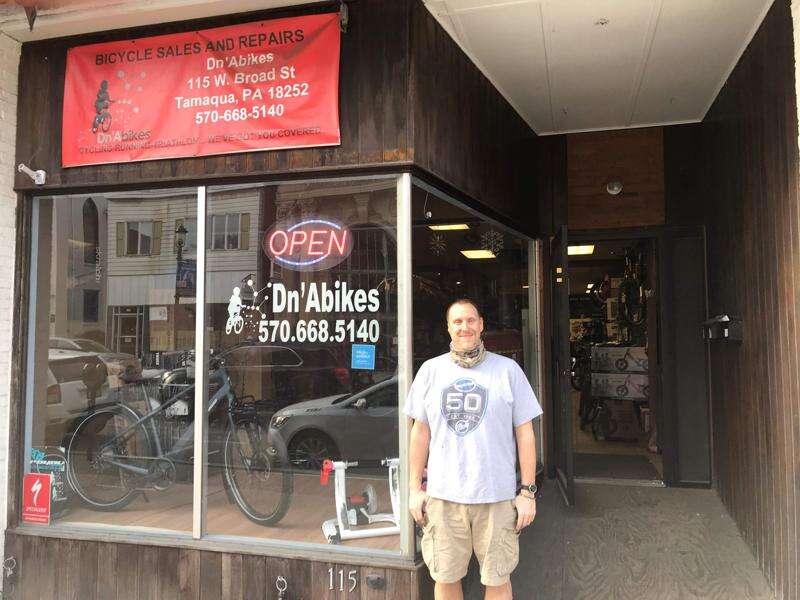 BICYCLE SALES AND REPAIRS
Dn'Abikes
115 W. Broad St
Tamaqua, PA 18252
570-668-5140
Dn'Abikes
CYCLING RUNNING TRIATHLON... WE'VE GOT YOU COVERED
OPEN
Dn'Abikes
570.668.5140
50
SPECIALIZED
115